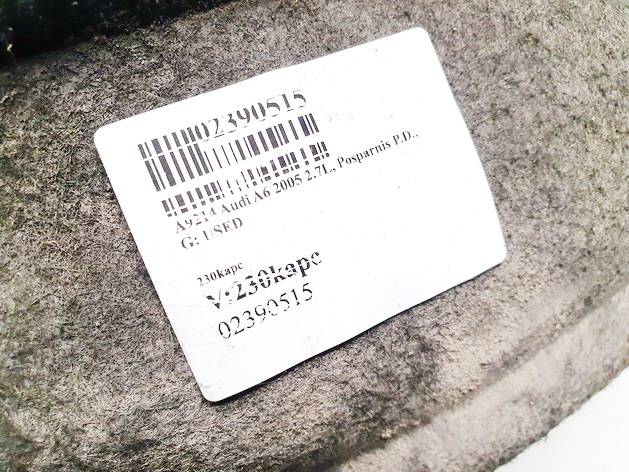 02390515
A9214 Audi A6 2005 2.7L, Posparnis P.D.,
G: USED
230kapc
V:230kapc
02390515